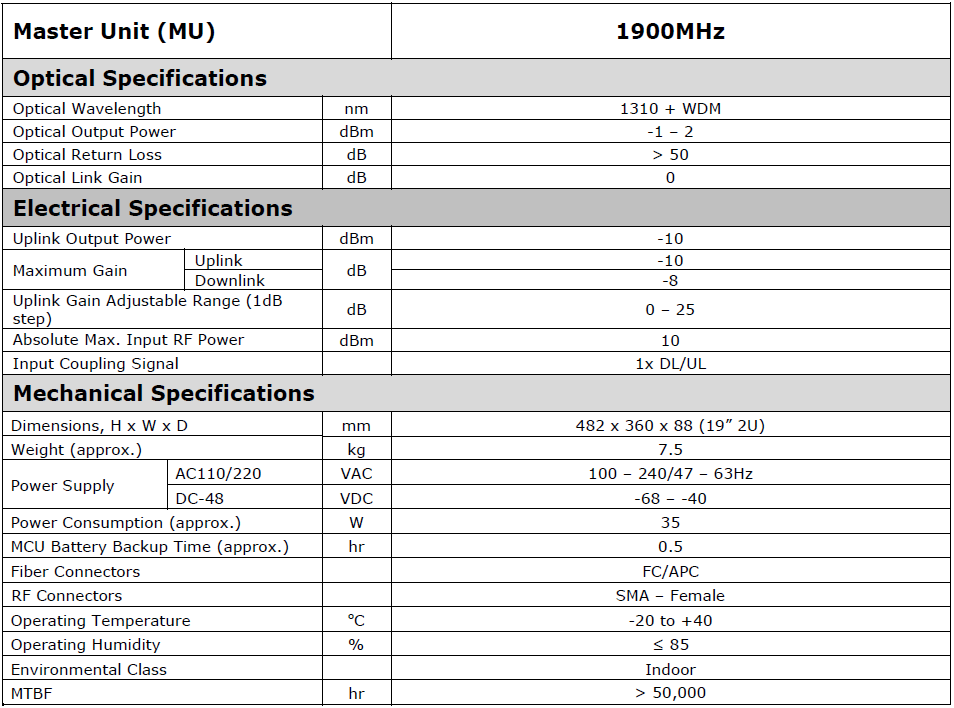 Master Unit (MU) 1900MHz
Optical Specifications
Optical Wavelength nm 1310 + WDM
Optical Output Power dBm -1 – 2
Optical Return Loss dB > 50
Optical Link Gain dB 0
Electrical Specifications
Uplink Output Power dBm -10
Maximum Gain Uplink dB -10
Downlink -8
Uplink Gain Adjustable Range (1dB
step) dB 0 – 25
Absolute Max. Input RF Power dBm 10
Input Coupling Signal 1x DL/UL
Mechanical Specifications
Dimensions, H x W x D mm 482 x 360 x 88 (19” 2U)
Weight (approx.) kg 7.5
Power Supply AC110/220 VAC 100 – 240/47 – 63Hz
DC-48 VDC -68 – -40
Power Consumption (approx.) W 35
MCU Battery Backup Time (approx.) hr 0.5
Fiber Connectors FC/APC
RF Connectors SMA – Female
Operating Temperature °C -20 to +40
Operating Humidity % ≤ 85
Environmental Class Indoor
MTBF hr > 50,000